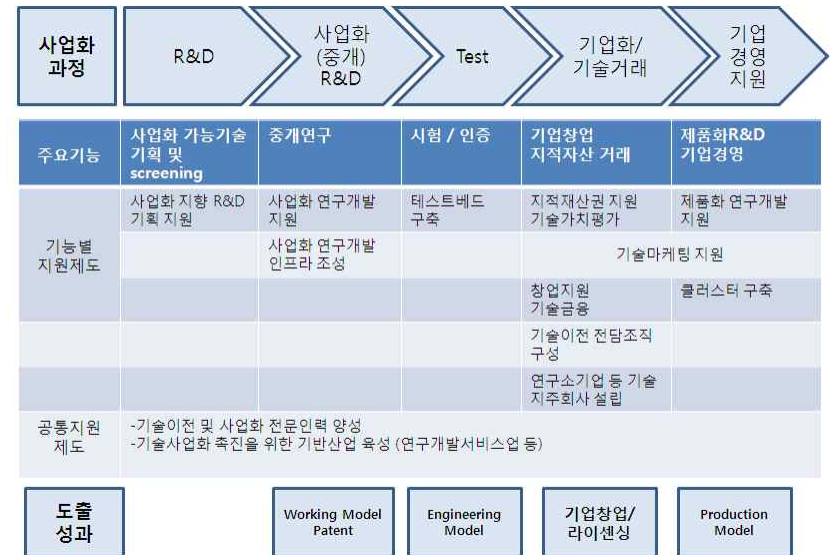 사업화
과정
R&D
사업화
(중개)
R&D
Test
기업화/
기술거래
기업
경영
지원
주요기능
사업화 가능기술
기획 및
screening
중개연구
시험 / 인증
기업창업
지적자산 거래
제품화R&D
기업경영
기능별
지원제도
사업화 지향 R&D
기획 지원
사업화 연구개발
지원
테스트베드
구축
지적재산권 지원
기술가치평가
제품화 연구개발
지원
사업화 연구개발
인프라 조성
기술마케팅 지원
창업지원
기술금융
클러스터 구축
기술이전 전담조직
구성
연구소기업 등 기술
지주회사 설립
공통지원
제도
-기술이전 및 사업화 전문인력 양성
-기술사업화 촉진을 위한 기반산업 육성 (연구개발서비스업 등)
도출
성과
Working Model
Patent
Engineering
Model
기업창업/
라이센싱
Production
Model